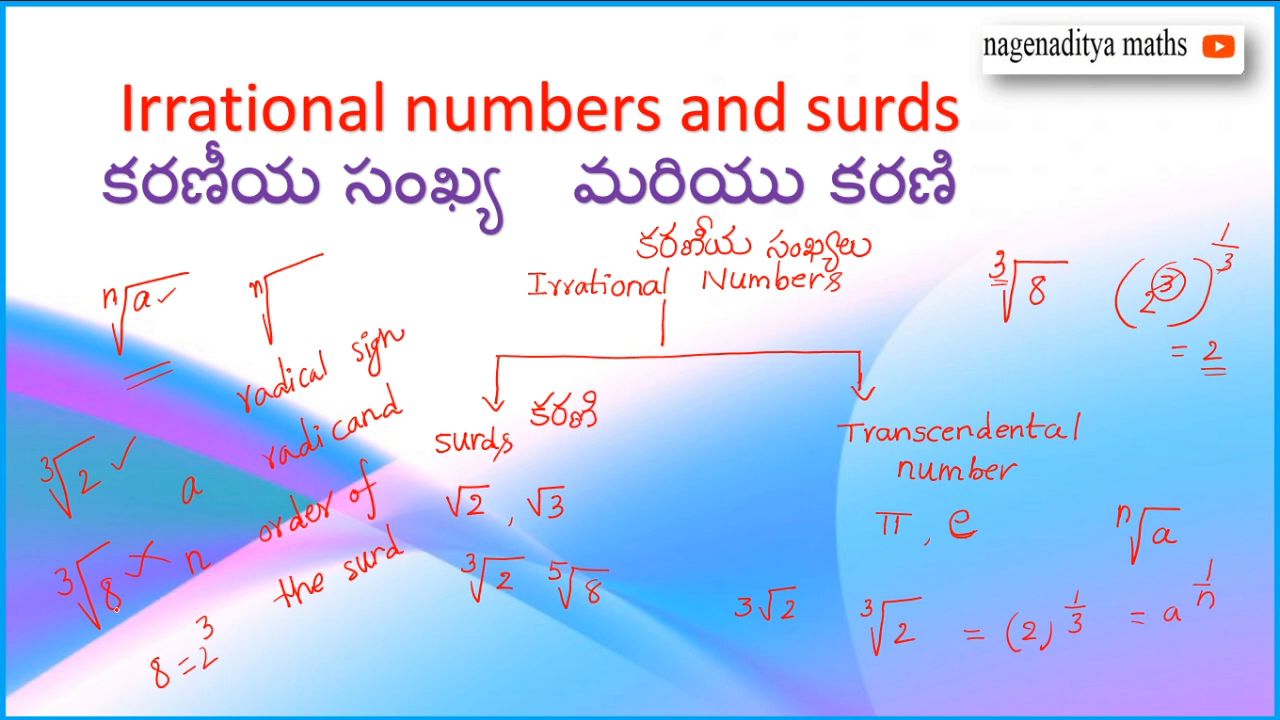 nagenaditya maths
Irrational numbers and surds
కరణీయ సంఖ్య మరియు కరణి
కరణీయ సంఖ్యలు
Irrational Numbers
ⁿ√a ✓
ⁿ√
radical sign
a radicand
n order of
the surd
³√2 ✓
³√8 ✗
8 = 2³
surds కరణి
√2 , √3
³√2 ⁵√8
Transcendental
number
π , e
³√8 (2³)^(1/3)
= 2
ⁿ√a
3√2 ³√2 = (2)^(1/3) = a^(1/n)